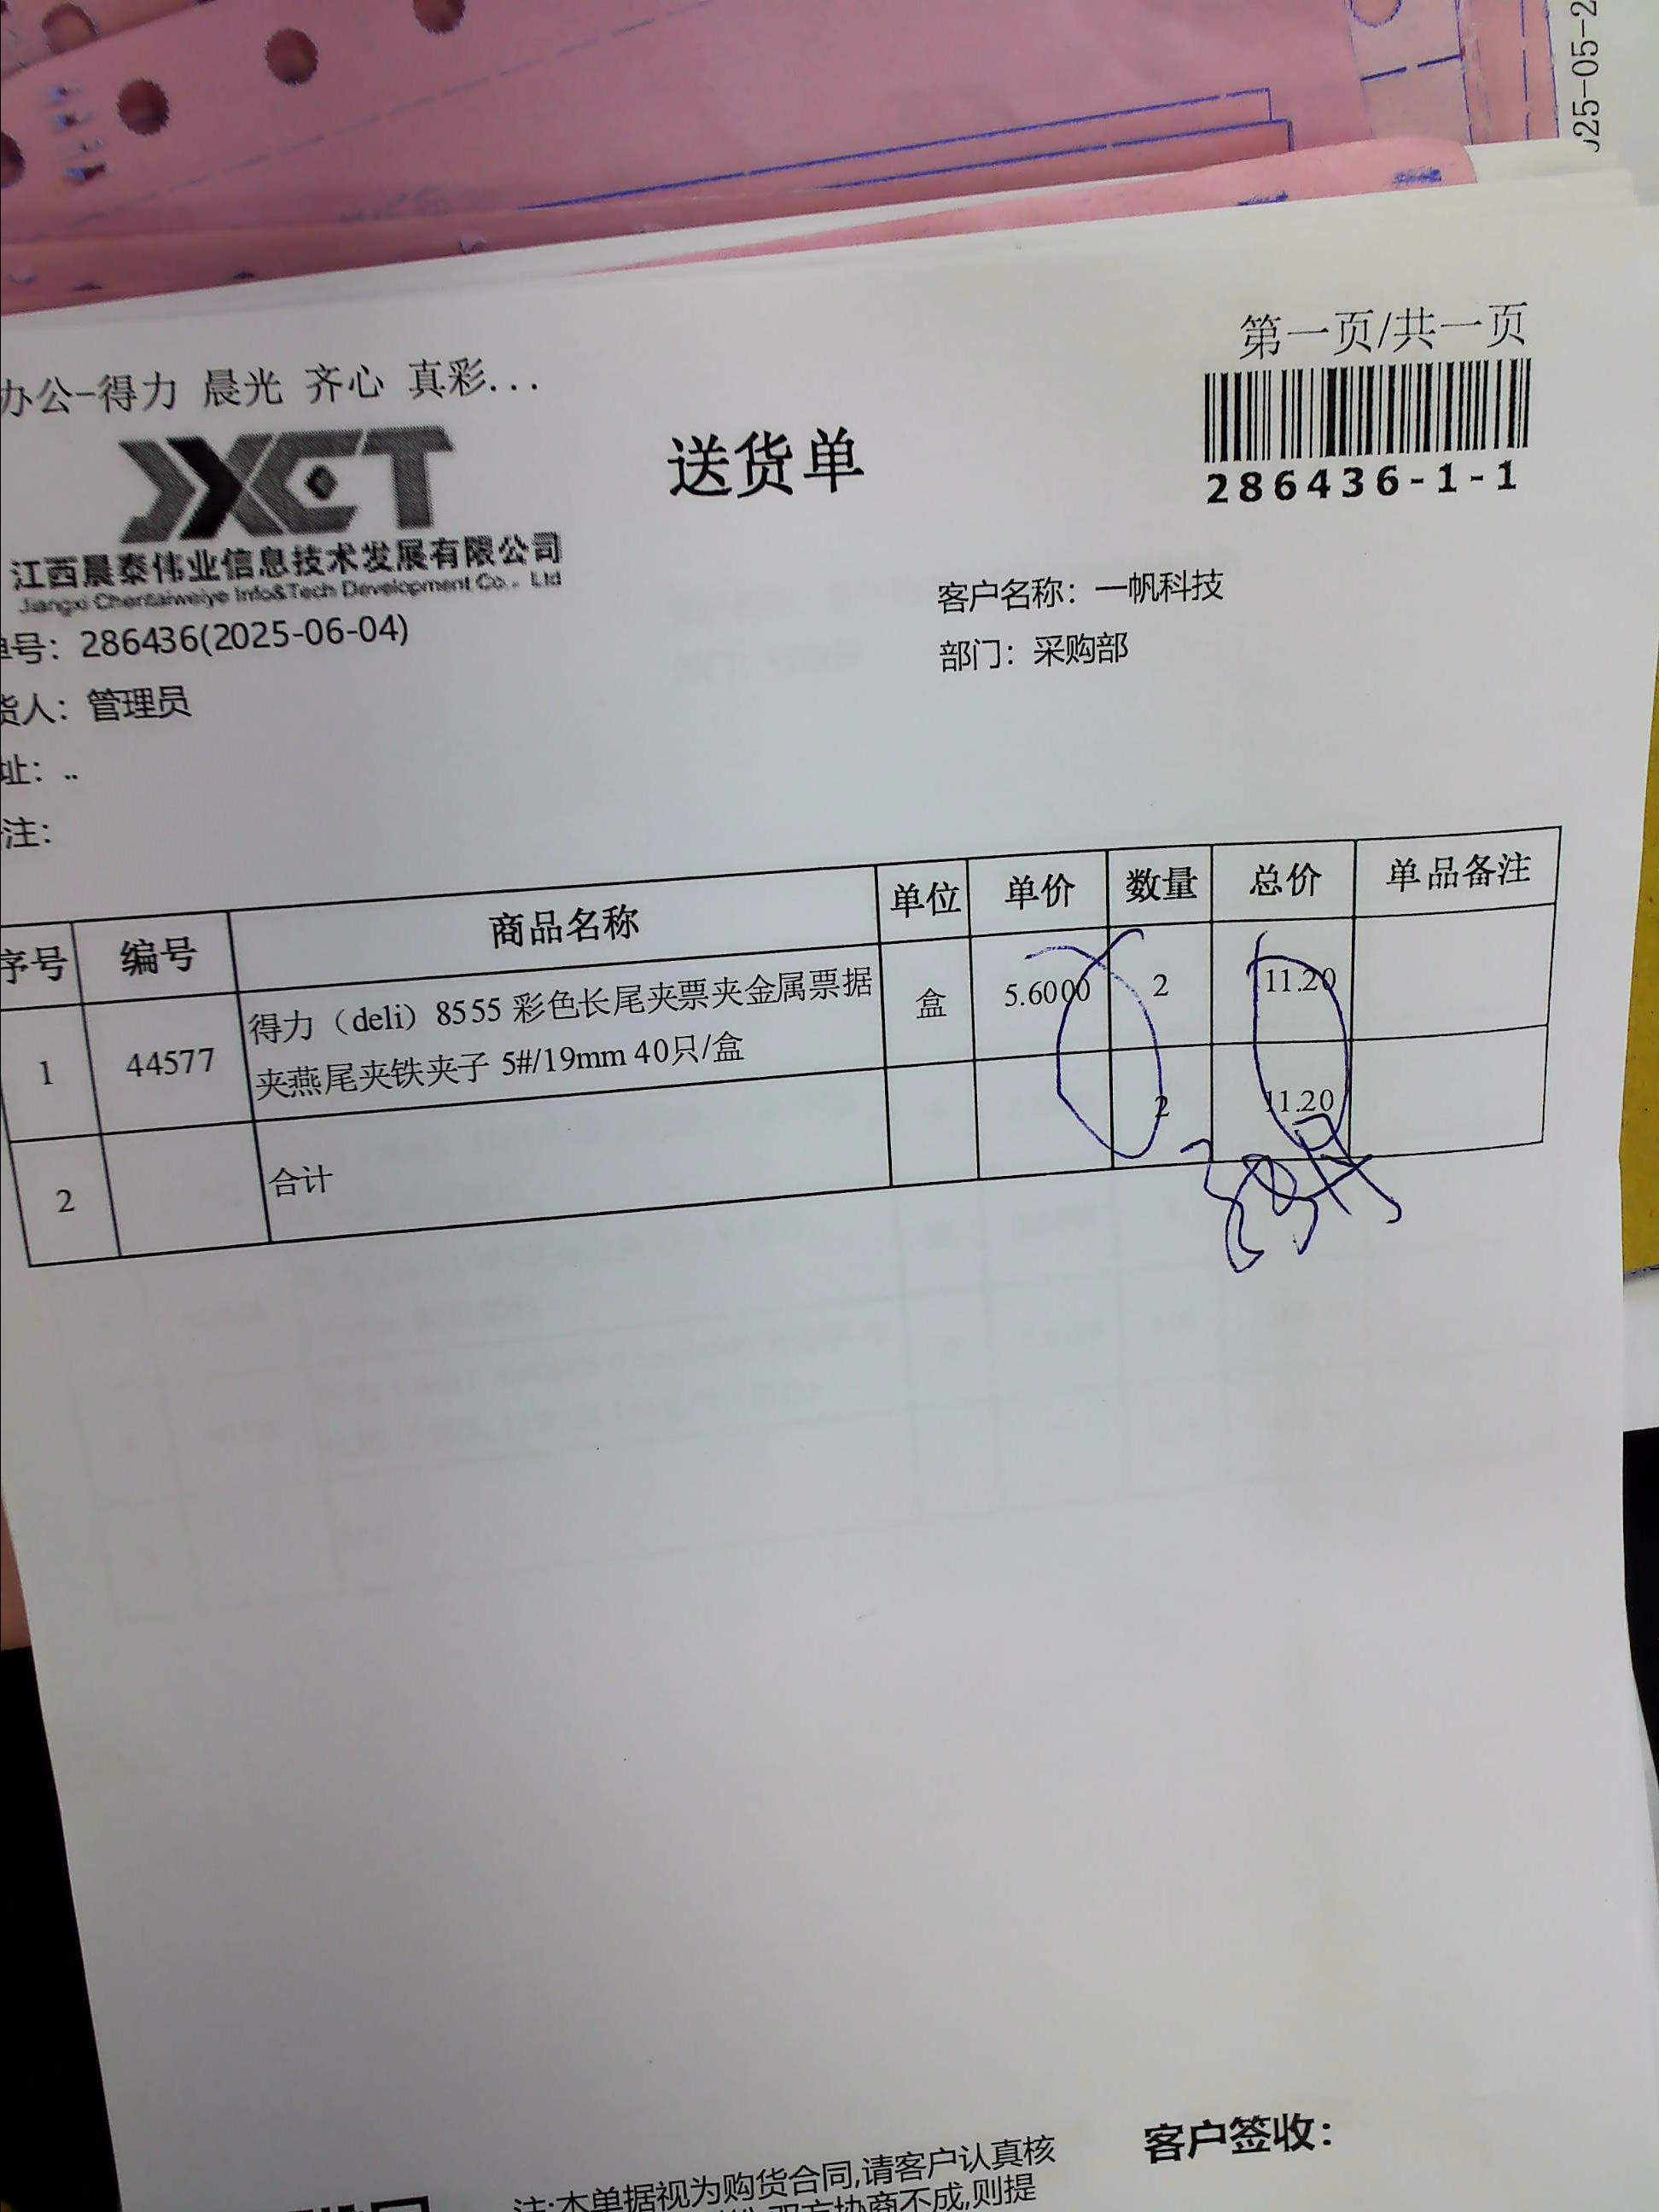 025-05-2
第一页/共一页
办公-得力 晨光 齐心 真彩...
JXCT
送货单
286436-1-1
江西晨泰伟业信息技术发展有限公司
Jiangxi Chentaiweiye Info&Tech Development Co., Ltd
单号：286436(2025-06-04)
客户名称：一帆科技
货人：管理员
部门：采购部
址：..
注：
序号 编号 商品名称 单位 单价 数量 总价 单品备注
1 44577 得力（deli）8555 彩色长尾夹票夹金属票据 盒 5.6000 2 11.20
夹燕尾夹铁夹子 5#/19mm 40只/盒
2 合计 2 11.20
客户签收：
注:本单据视为购货合同,请客户认真核
双方协商不成,则提